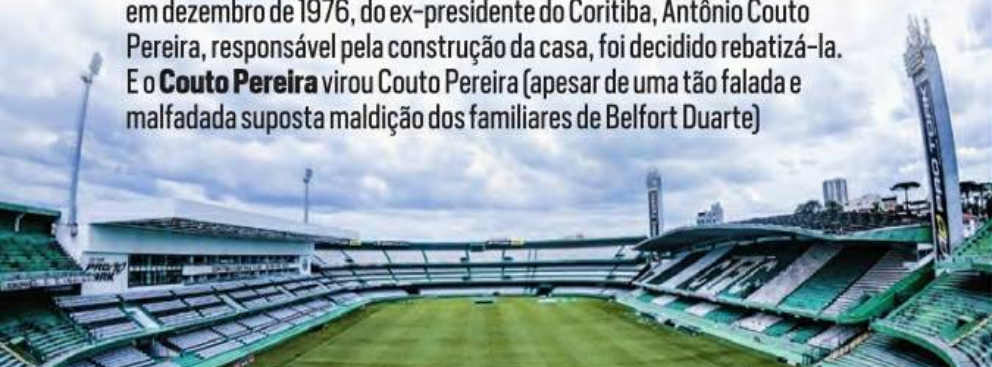 em dezembro de 1976, do ex-presidente do Coritiba, Antônio Couto
Pereira, responsável pela construção da casa, foi decidido rebatizá-la.
E o Couto Pereira virou Couto Pereira (apesar de uma tão falada e
malfadada suposta maldição dos familiares de Belfort Duarte)
CFC